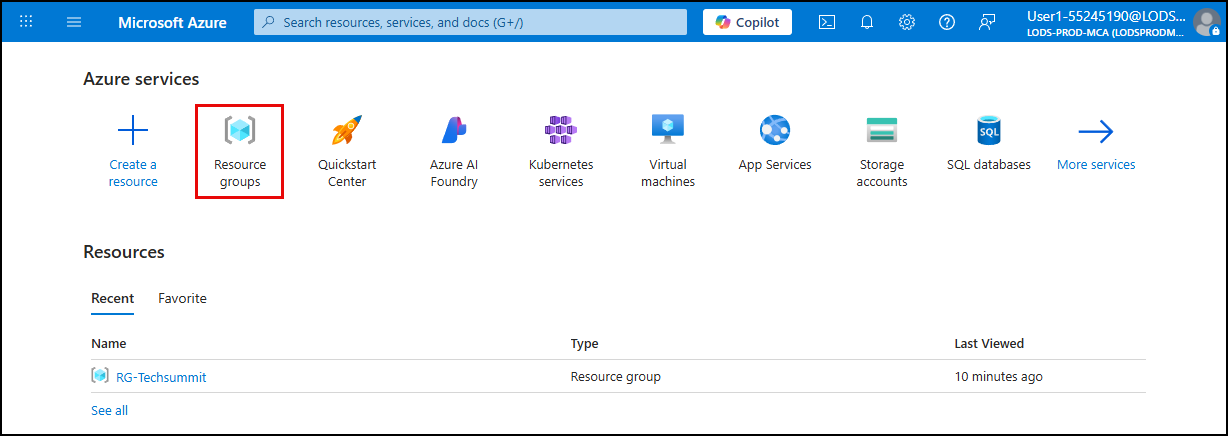 Microsoft Azure
Search resources, services, and docs (G+/)
Copilot
User1-55245190@LODS...
LODS-PROD-MCA (LODSPRODM...
Azure services
Create a
resource
Resource
groups
Quickstart
Center
Azure AI
Foundry
Kubernetes
services
Virtual
machines
App Services
Storage
accounts
SQL
SQL databases
More services
Resources
Recent
Favorite
Name
Type
Last Viewed
RG-Techsummit
Resource group
10 minutes ago
See all